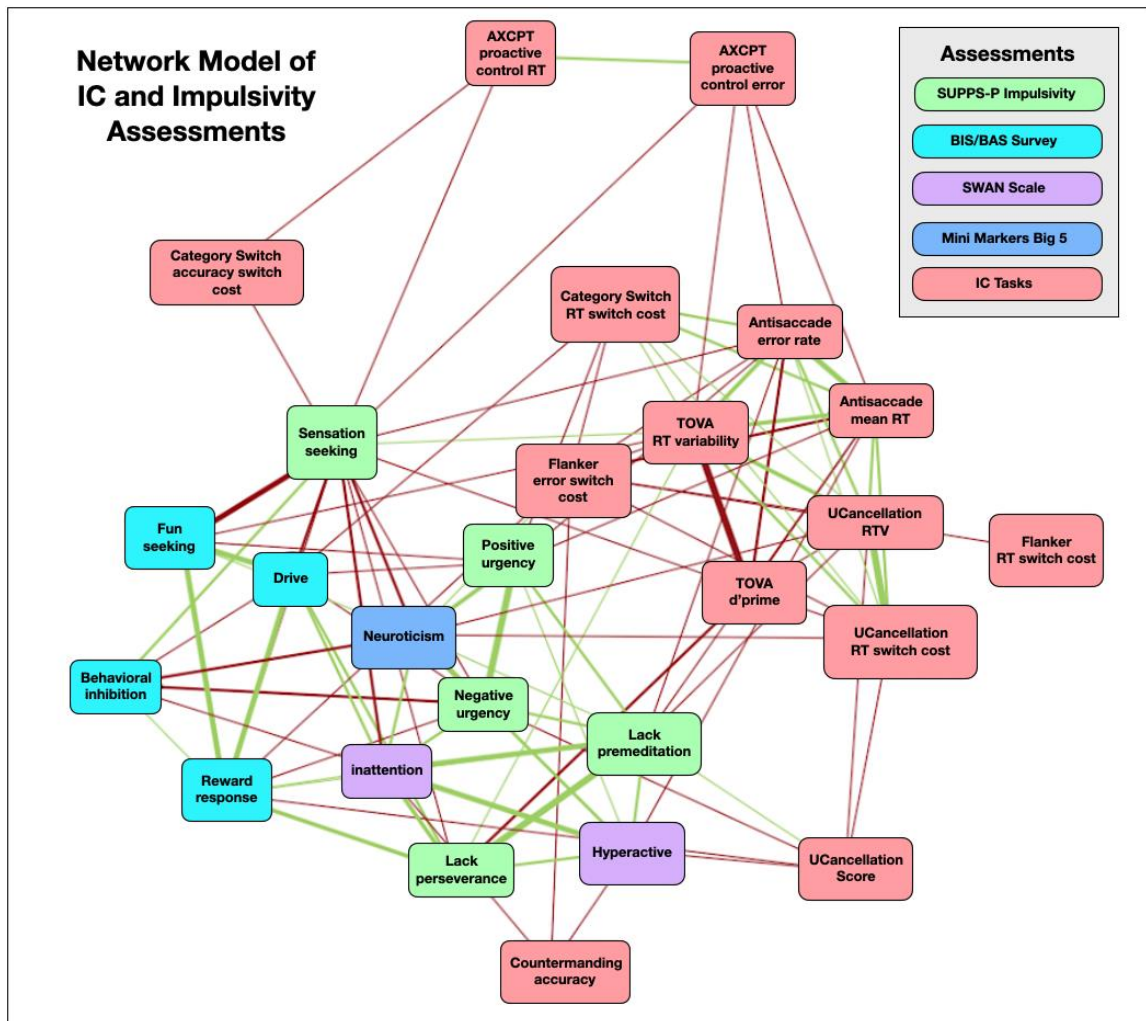 Network Model of
IC and Impulsivity
Assessments
AXCPT
proactive
control RT
AXCPT
proactive
control error
Assessments
SUPPS-P Impulsivity
BIS/BAS Survey
SWAN Scale
Mini Markers Big 5
IC Tasks
Category Switch
accuracy switch
cost
Category Switch
RT switch cost
Antisaccade
error rate
Antisaccade
mean RT
Sensation
seeking
TOVA
RT variability
Flanker
error switch
cost
Fun
seeking
Drive
Positive
urgency
UCancellation
RTV
Flanker
RT switch cost
TOVA
d'prime
Neuroticism
UCancellation
RT switch cost
Behavioral
inhibition
Negative
urgency
Lack
premeditation
inattention
Reward
response
Hyperactive
Lack
perseverance
UCancellation
Score
Countermanding
accuracy